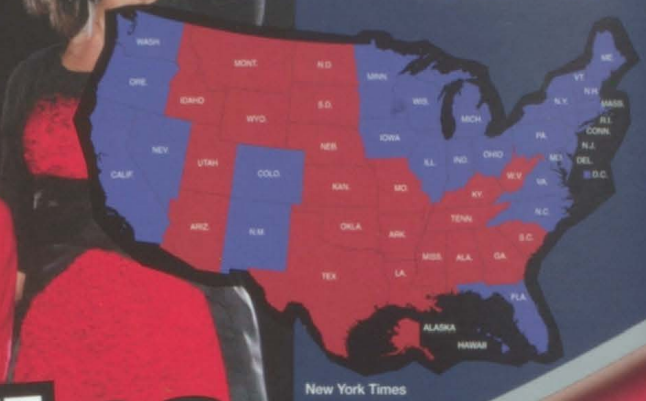 WASH.
MONT.
N.D.
MINN.
ME.
ORE.
IDAHO
WYO.
S.D.
WIS.
MICH
VT.
N.H.
N.Y.
MASS.
R.I.
CONN.
NEV.
UTAH
COLO.
NEB.
IOWA
ILL.
IND.
OHIO
PA.
N.J.
MD.
DEL.
D.C.
CALIF.
KAN.
MO.
KY.
W.V.
VA.
ARIZ.
N.M.
OKLA.
ARK.
TENN.
N.C.
S.C.
TEX.
LA.
MISS.
ALA.
GA.
FLA.
ALASKA
HAWAII
New York Times